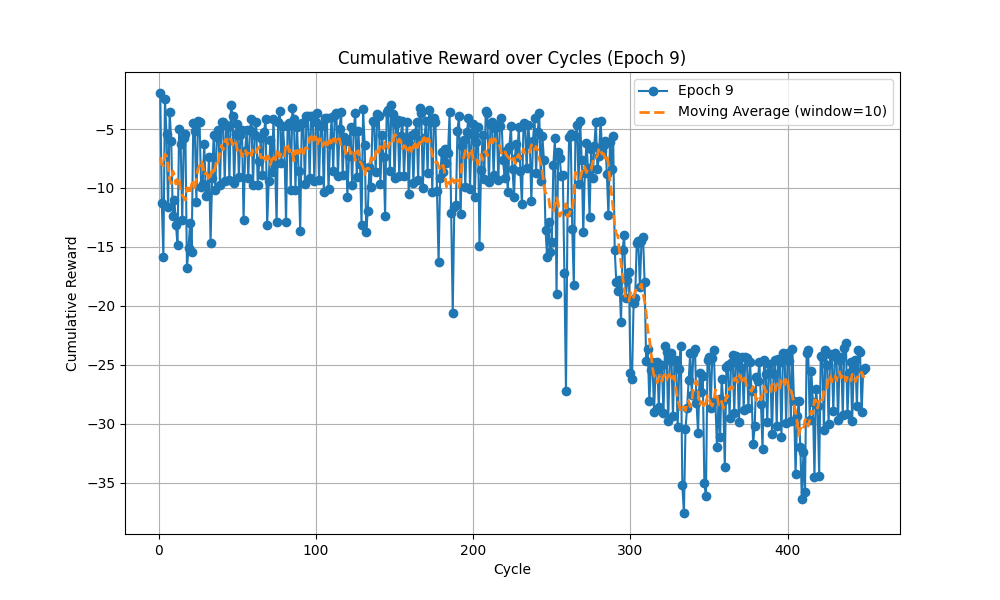 Cumulative Reward over Cycles (Epoch 9)
Epoch 9
Moving Average (window=10)
Cumulative Reward
−5
−10
−15
−20
−25
−30
−35
0 100 200 300 400
Cycle